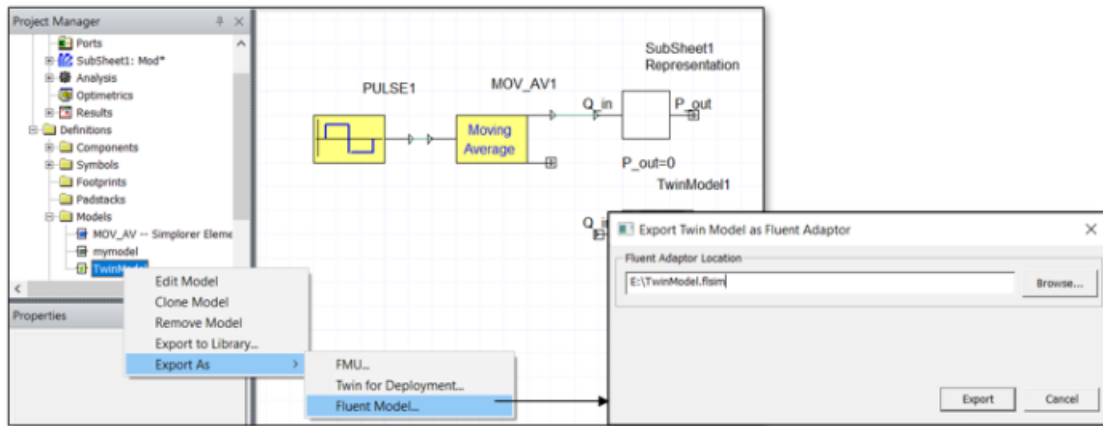 Project Manager
Ports
SubSheet1: Mod*
Analysis
Optimetrics
Results
Definitions
Components
Symbols
Footprints
Padstacks
Models
MOV_AV -- Simplorer Eleme
mymodel
TwinModel
Properties
Edit Model
Clone Model
Remove Model
Export to Library...
Export As
FMU...
Twin for Deployment...
Fluent Model...
PULSE1
MOV_AV1
Moving
Average
SubSheet1
Representation
Q_in
P_out
P_out=0
TwinModel1
Q_in
Export Twin Model as Fluent Adaptor
Fluent Adaptor Location
E:\TwinModel.flsim
Browse...
Export
Cancel